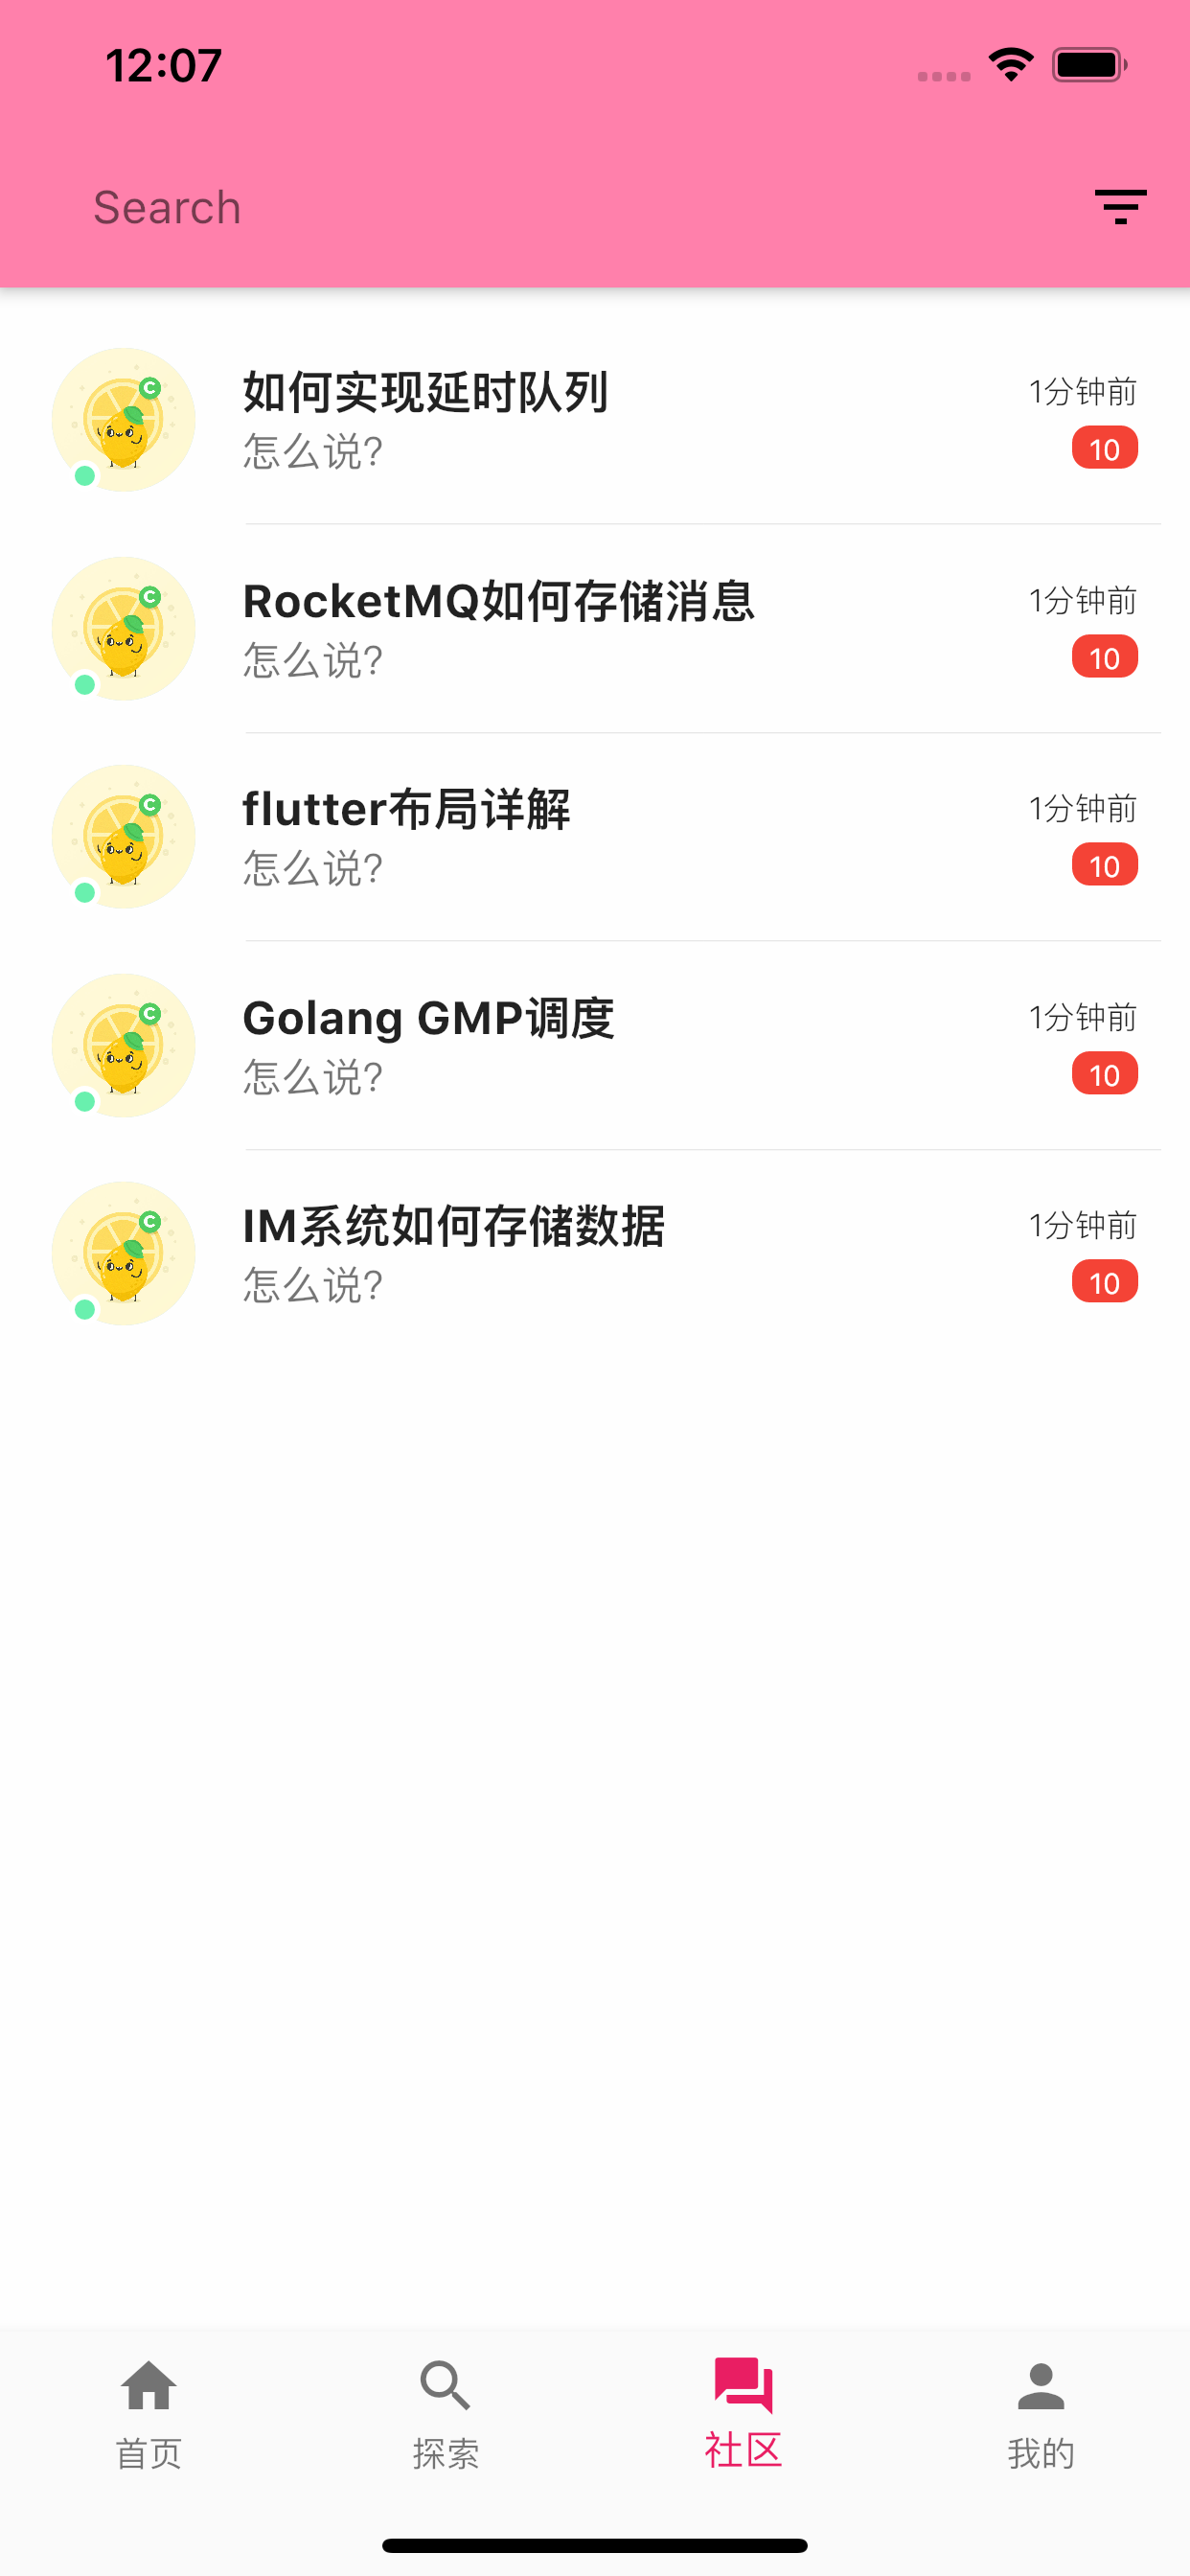 12:07
Search
如何实现延时队列
1分钟前
怎么说?
10
RocketMQ如何存储消息
1分钟前
怎么说?
10
flutter布局详解
1分钟前
怎么说?
10
Golang GMP调度
1分钟前
怎么说?
10
IM系统如何存储数据
1分钟前
怎么说?
10
首页
探索
社区
我的